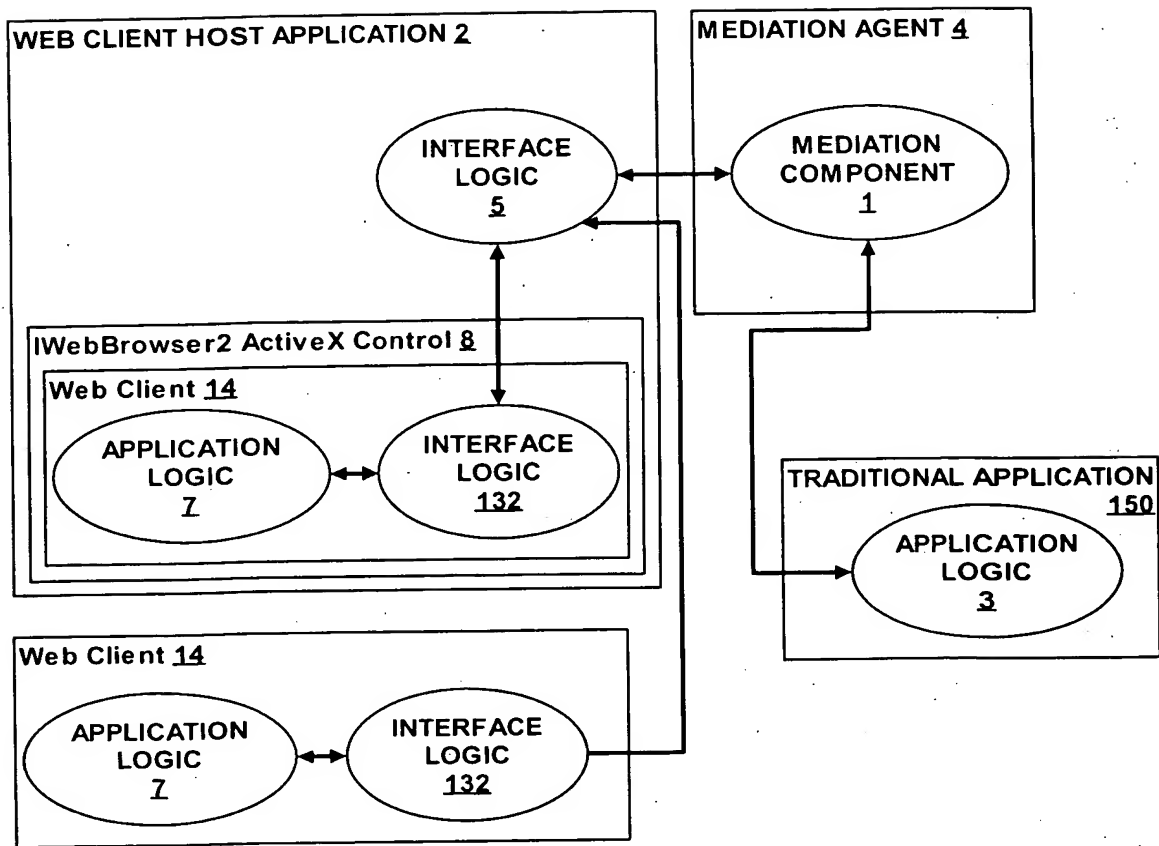 WEB CLIENT HOST APPLICATION 2
MEDIATION AGENT 4
INTERFACE
LOGIC
5
MEDIATION
COMPONENT
1
IWebBrowser2 ActiveX Control 8
Web Client 14
APPLICATION
LOGIC
7
INTERFACE
LOGIC
132
TRADITIONAL APPLICATION
150
APPLICATION
LOGIC
3
Web Client 14
APPLICATION
LOGIC
7
INTERFACE
LOGIC
132